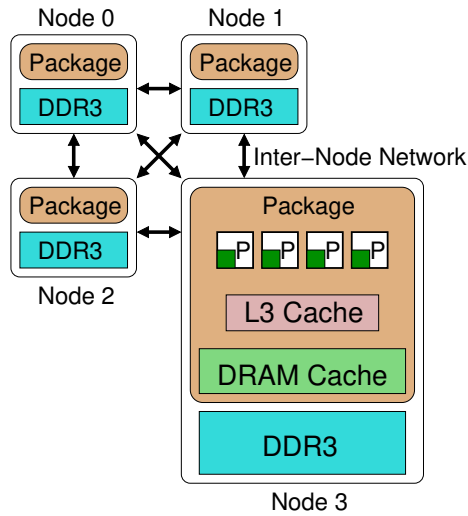 Node 0
Node 1
Package
DDR3
Package
DDR3
Inter−Node Network
Package
DDR3
Node 2
Package
P
P
P
P
L3 Cache
DRAM Cache
DDR3
Node 3